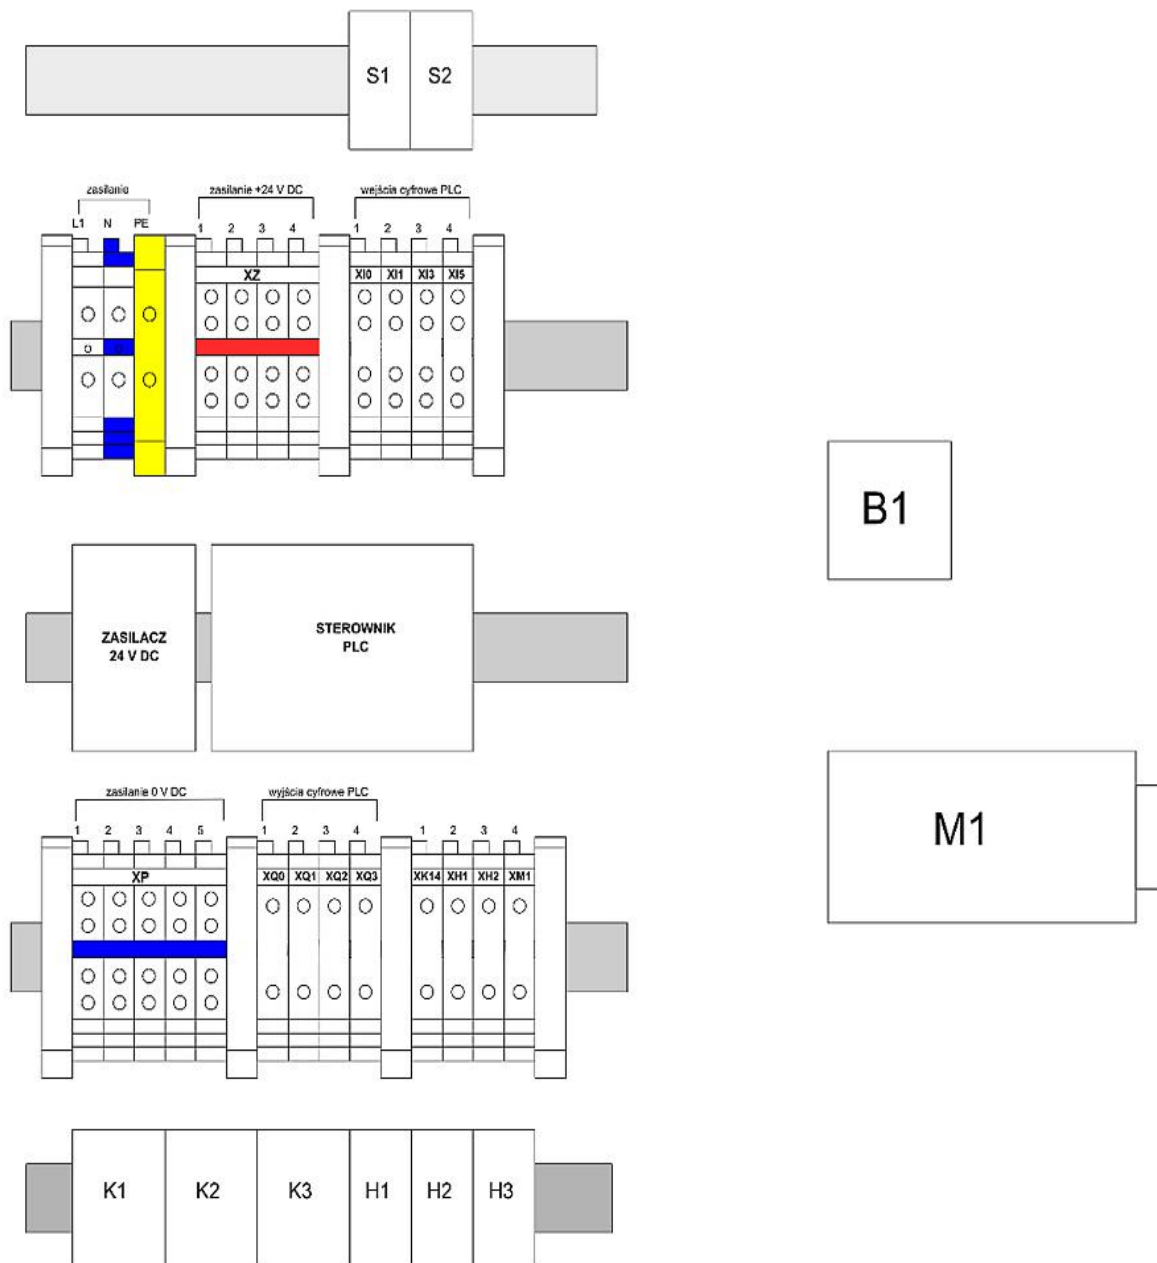 S1 S2
zasilanie zasilanie +24 V DC wejścia cyfrowe PLC
L1 N PE 1 2 3 4 1 2 3 4
XZ XI0 XI1 XI3 XI5
B1
ZASILACZ
24 V DC
STEROWNIK
PLC
M1
zasilanie 0 V DC wyjścia cyfrowe PLC
1 2 3 4 5 1 2 3 4 1 2 3 4
XP XQ0 XQ1 XQ2 XQ3 XK14 XH1 XH2 XM1
K1 K2 K3 H1 H2 H3